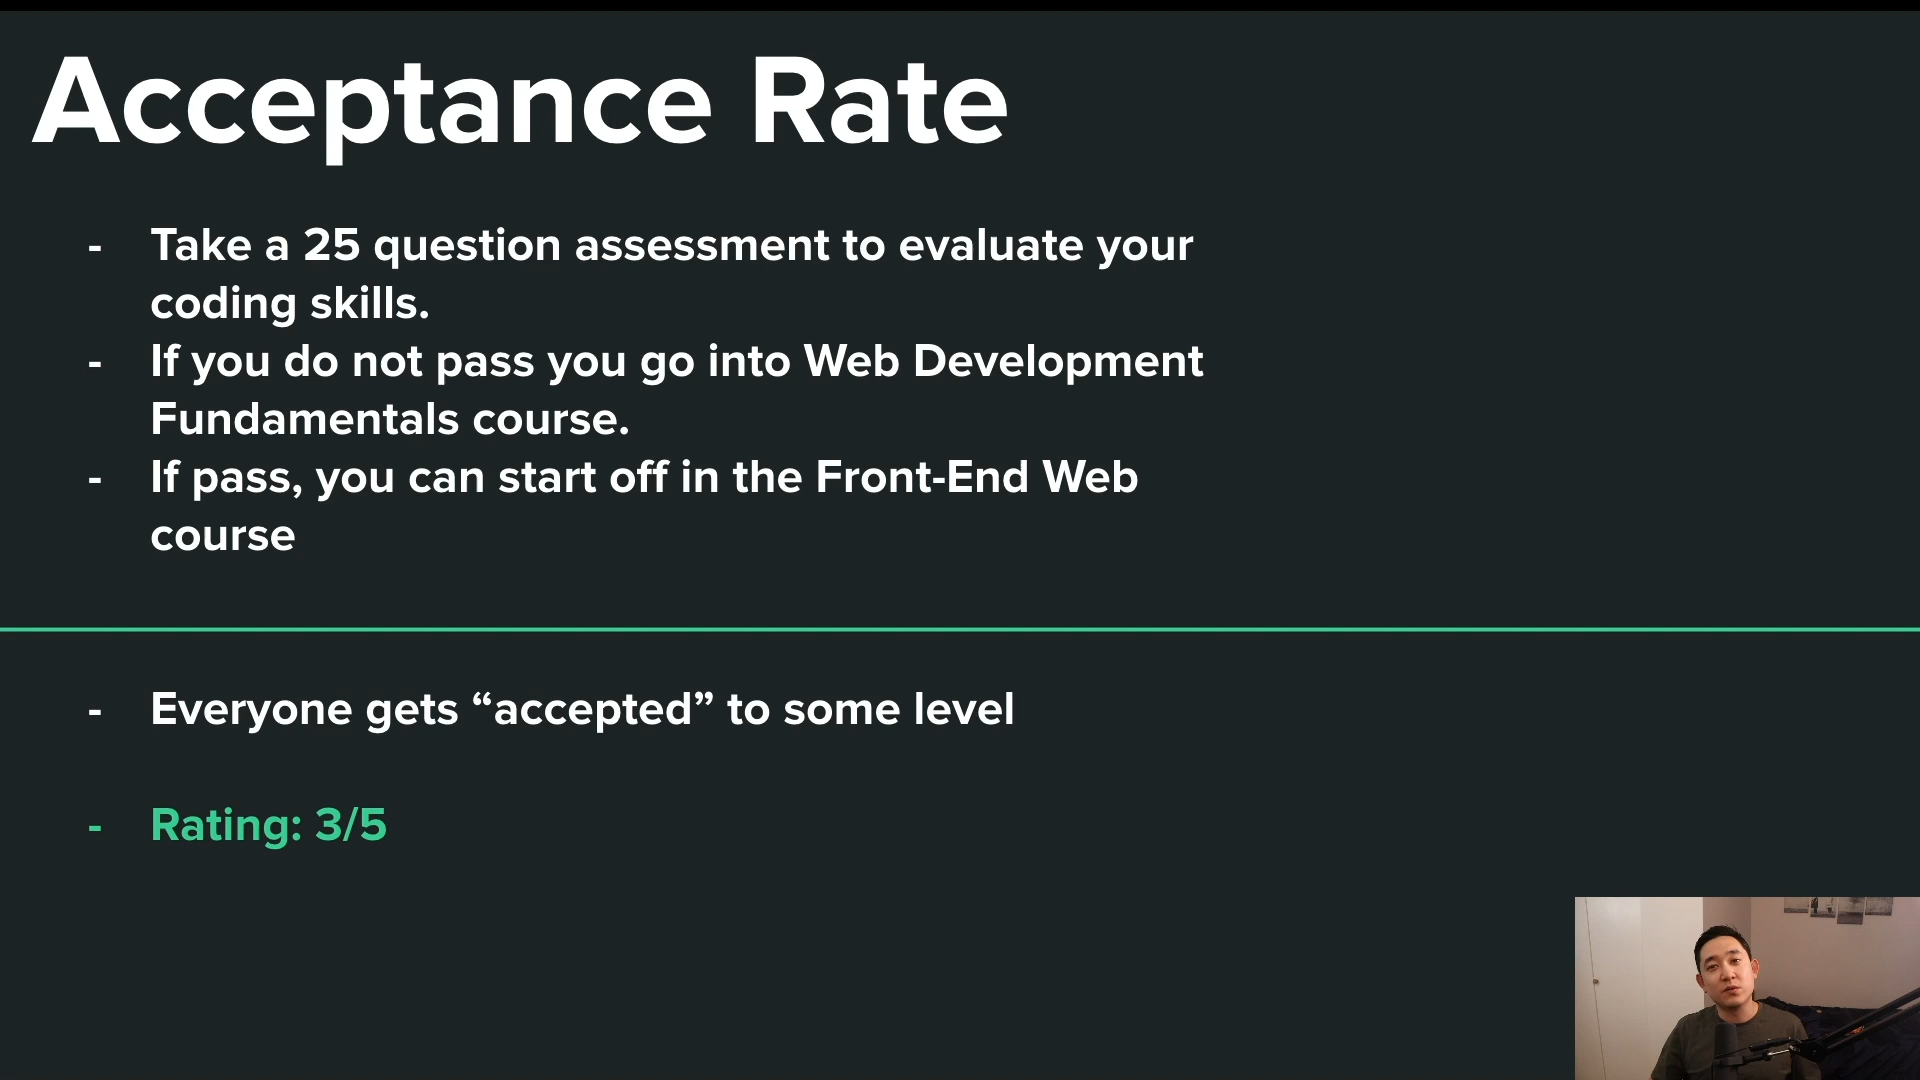 Acceptance Rate
- Take a 25 question assessment to evaluate your
coding skills.
- If you do not pass you go into Web Development
Fundamentals course.
- If pass, you can start off in the Front-End Web
course
- Everyone gets “accepted” to some level
- Rating: 3/5